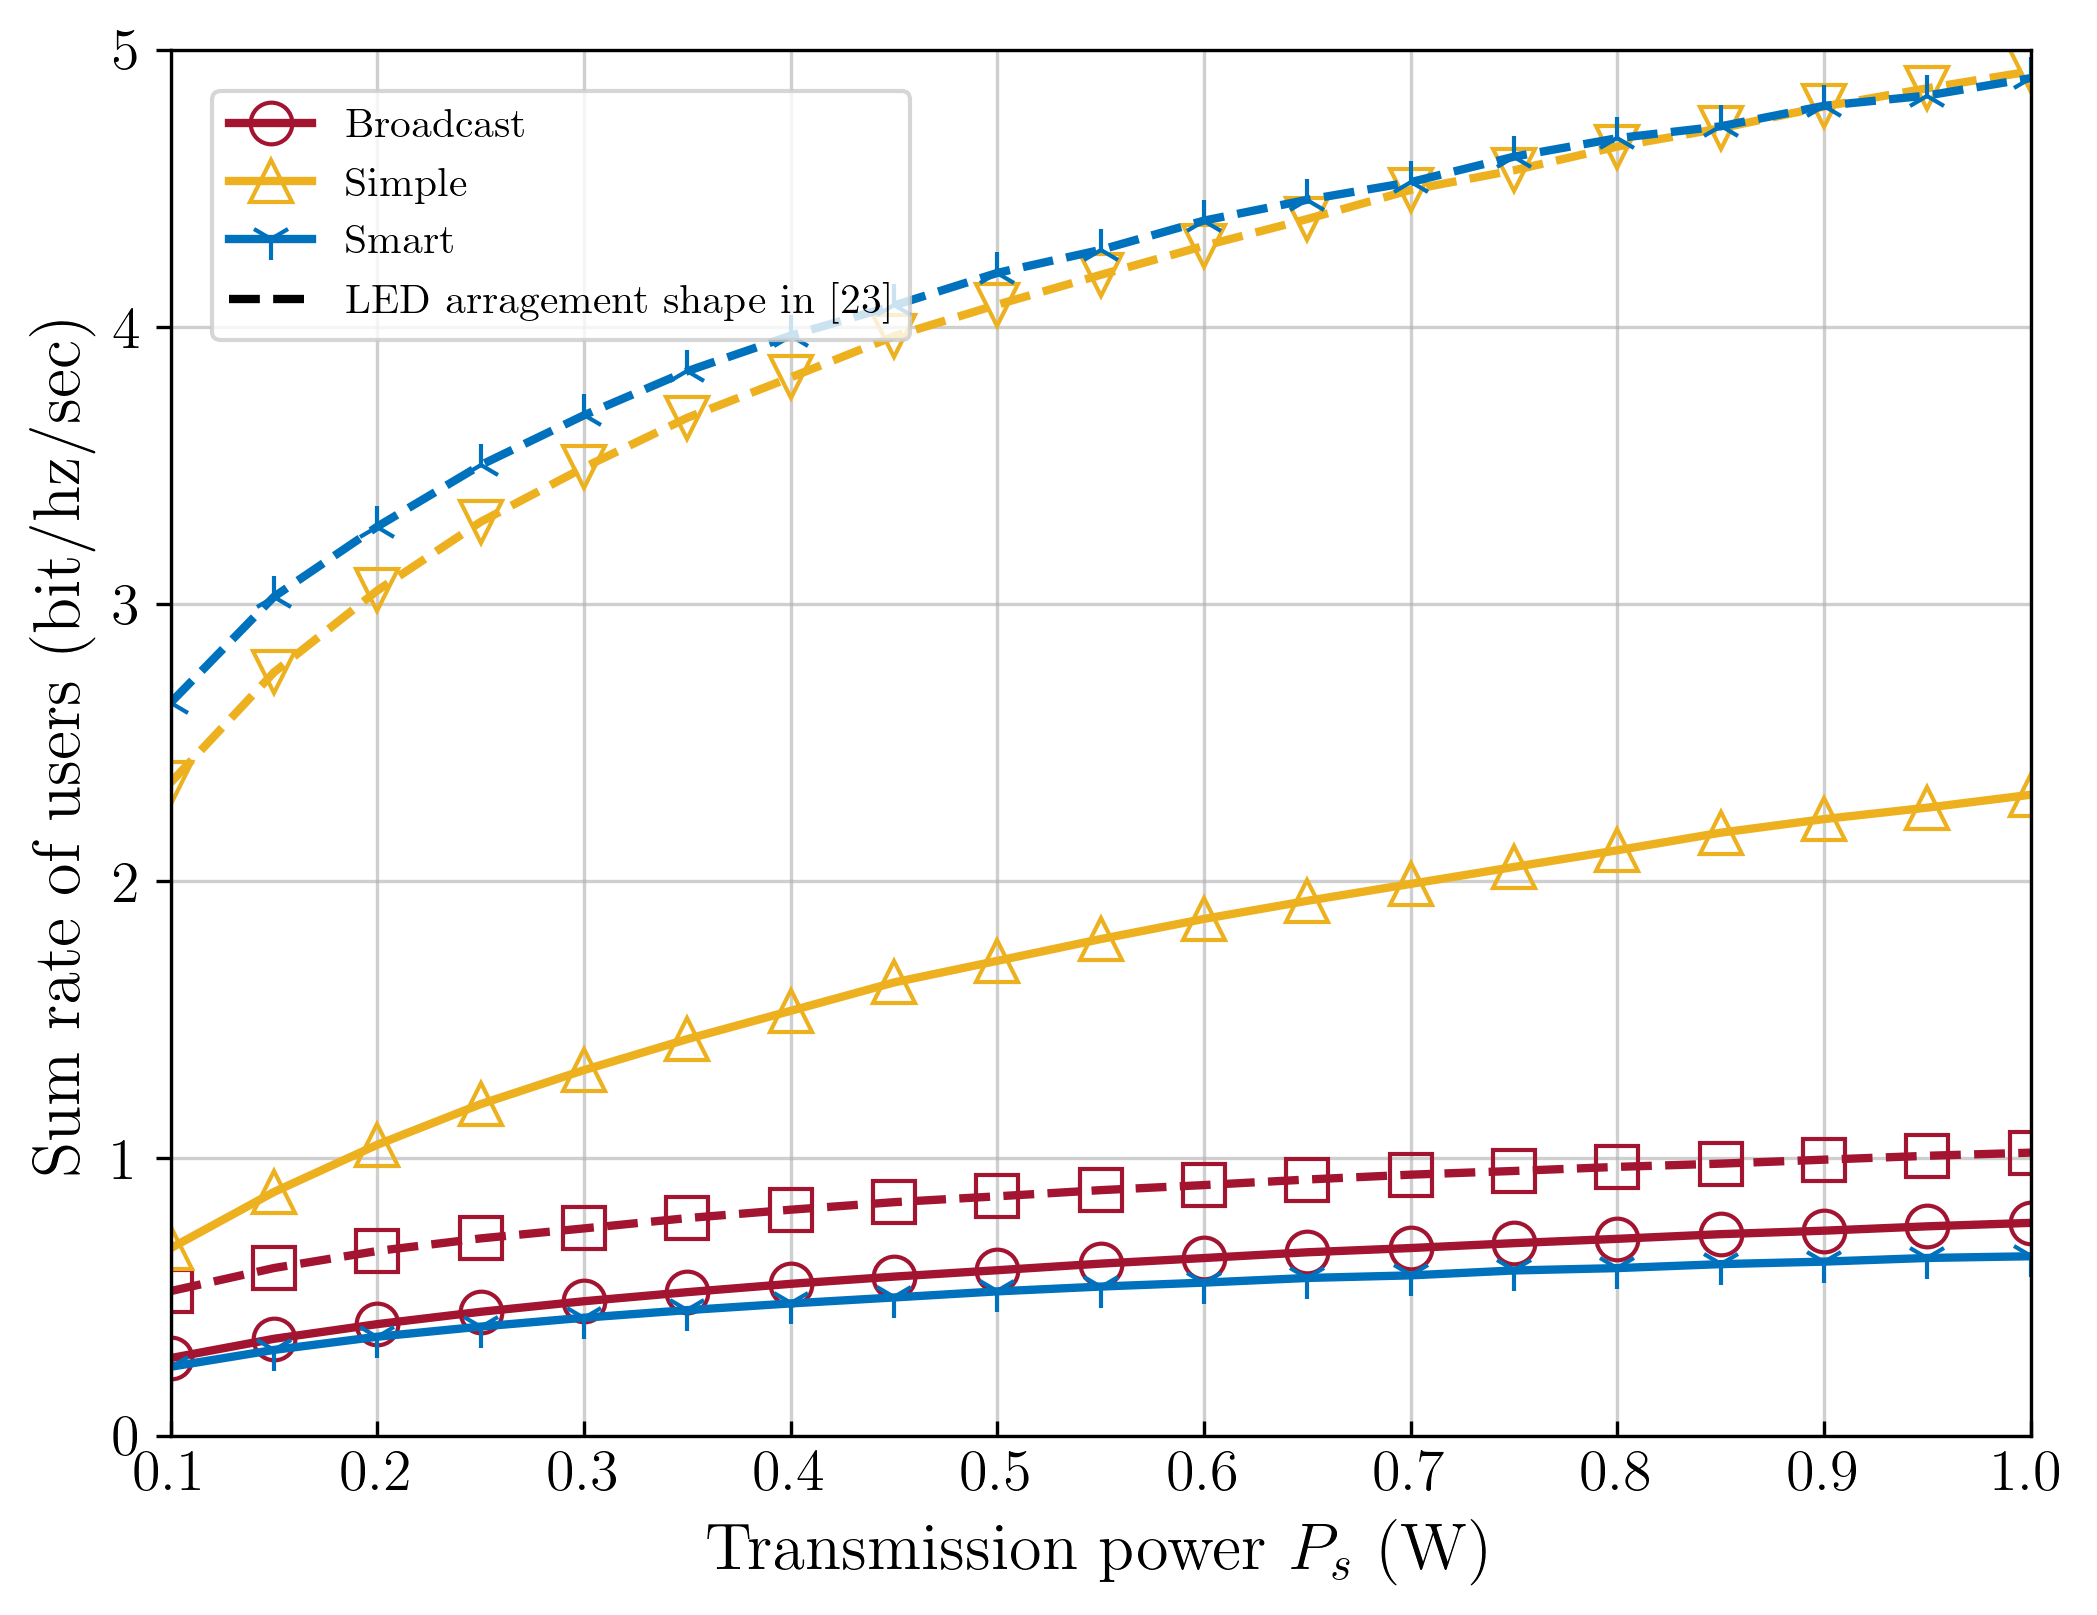 5
4
3
2
1
0
Sum rate of users (bit/hz/sec)
Broadcast
Simple
Smart
LED arragement shape in [23]
0.1 0.2 0.3 0.4 0.5 0.6 0.7 0.8 0.9 1.0
Transmission power P_s (W)